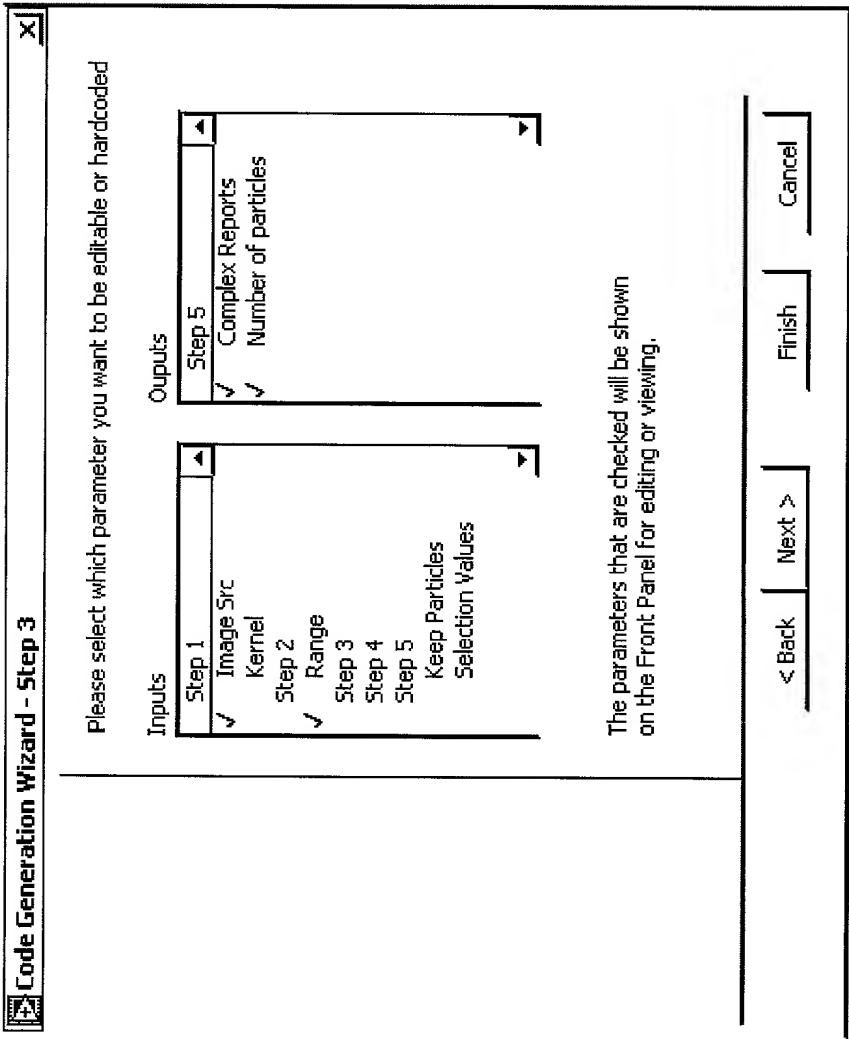 Code Generation Wizard - Step 3
Please select which parameter you want to be editable or hardcoded
Inputs
Step 1
✓ Image Src
Kernel
Step 2
✓ Range
Step 3
Step 4
Step 5
Keep Particles
Selection Values
Ouputs
Step 5
✓ Complex Reports
✓ Number of particles
The parameters that are checked will be shown
on the Front Panel for editing or viewing.
< Back
Next >
Finish
Cancel